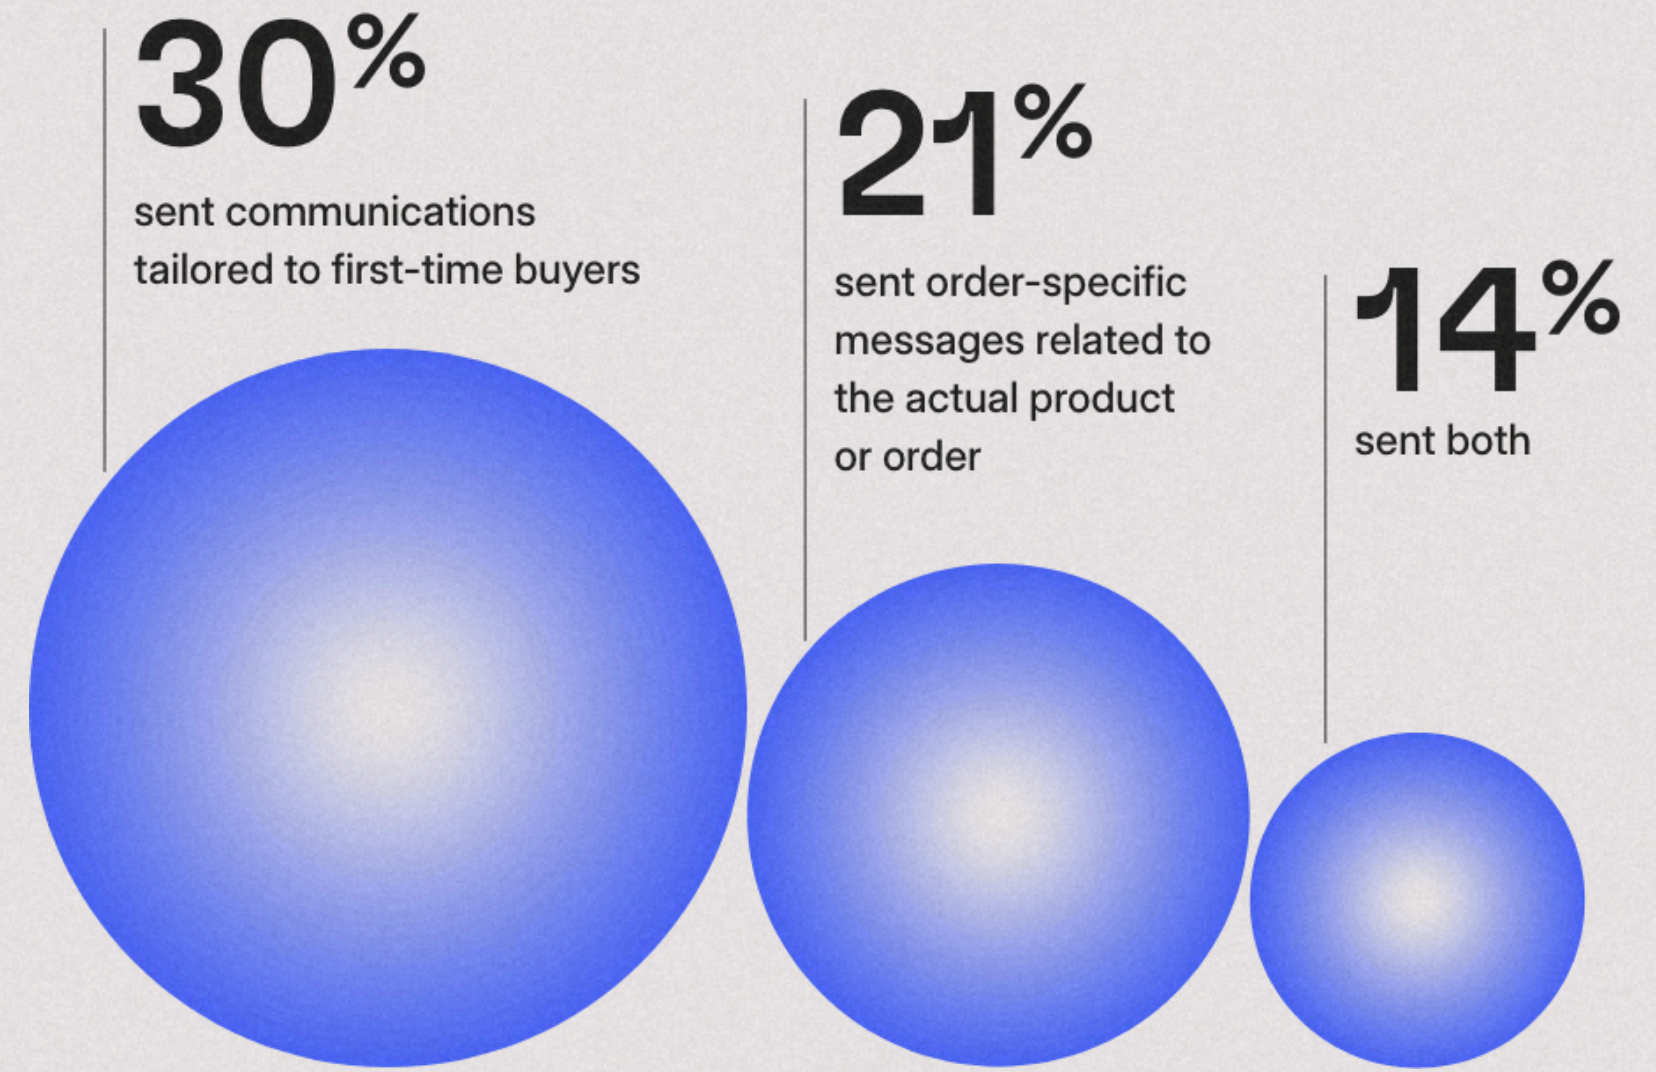 30%
sent communications
tailored to first-time buyers
21%
sent order-specific
messages related to
the actual product
or order
14%
sent both